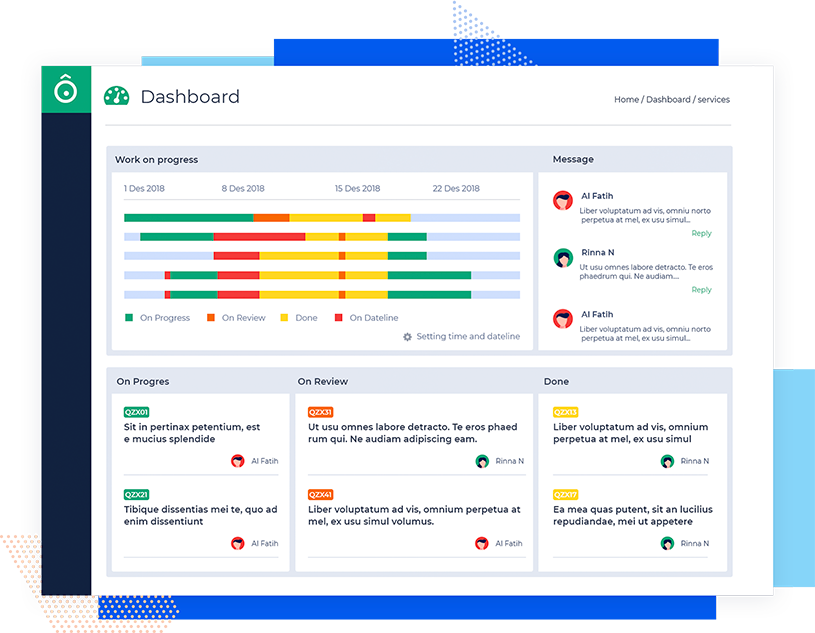 Dashboard
Home / Dashboard / services
Work on progress
1 Des 2018
8 Des 2018
15 Des 2018
22 Des 2018
On Progress
On Review
Done
On Dateline
Setting time and dateline
Message
Al Fatih
Liber voluptatum ad vis, omniu norto
perpetua at mel, ex usu simul...
Reply
Rinna N
Ut usu omnes labore detracto. Te eros
phaedrum qui. Ne audiam....
Reply
Al Fatih
Liber voluptatum ad vis, omniu norto
perpetua at mel, ex usu simul...
On Progres
QZX01
Sit in pertinax petentium, est
e mucius splendide
Al Fatih
QZX21
Tibique dissentias mei te, quo ad
enim dissentiunt
Al Fatih
On Review
QZX31
Ut usu omnes labore detracto. Te eros phaed
rum qui. Ne audiam adipiscing eam.
Rinna N
QZX41
Liber voluptatum ad vis, omnium perpetua at
mel, ex usu simul volumus.
Al Fatih
Done
QZX13
Liber voluptatum ad vis, omnium
perpetua at mel, ex usu simul
Rinna N
QZX17
Ea mea quas putent, sit an lucilius
repudiandae, mei ut appetere
Rinna N